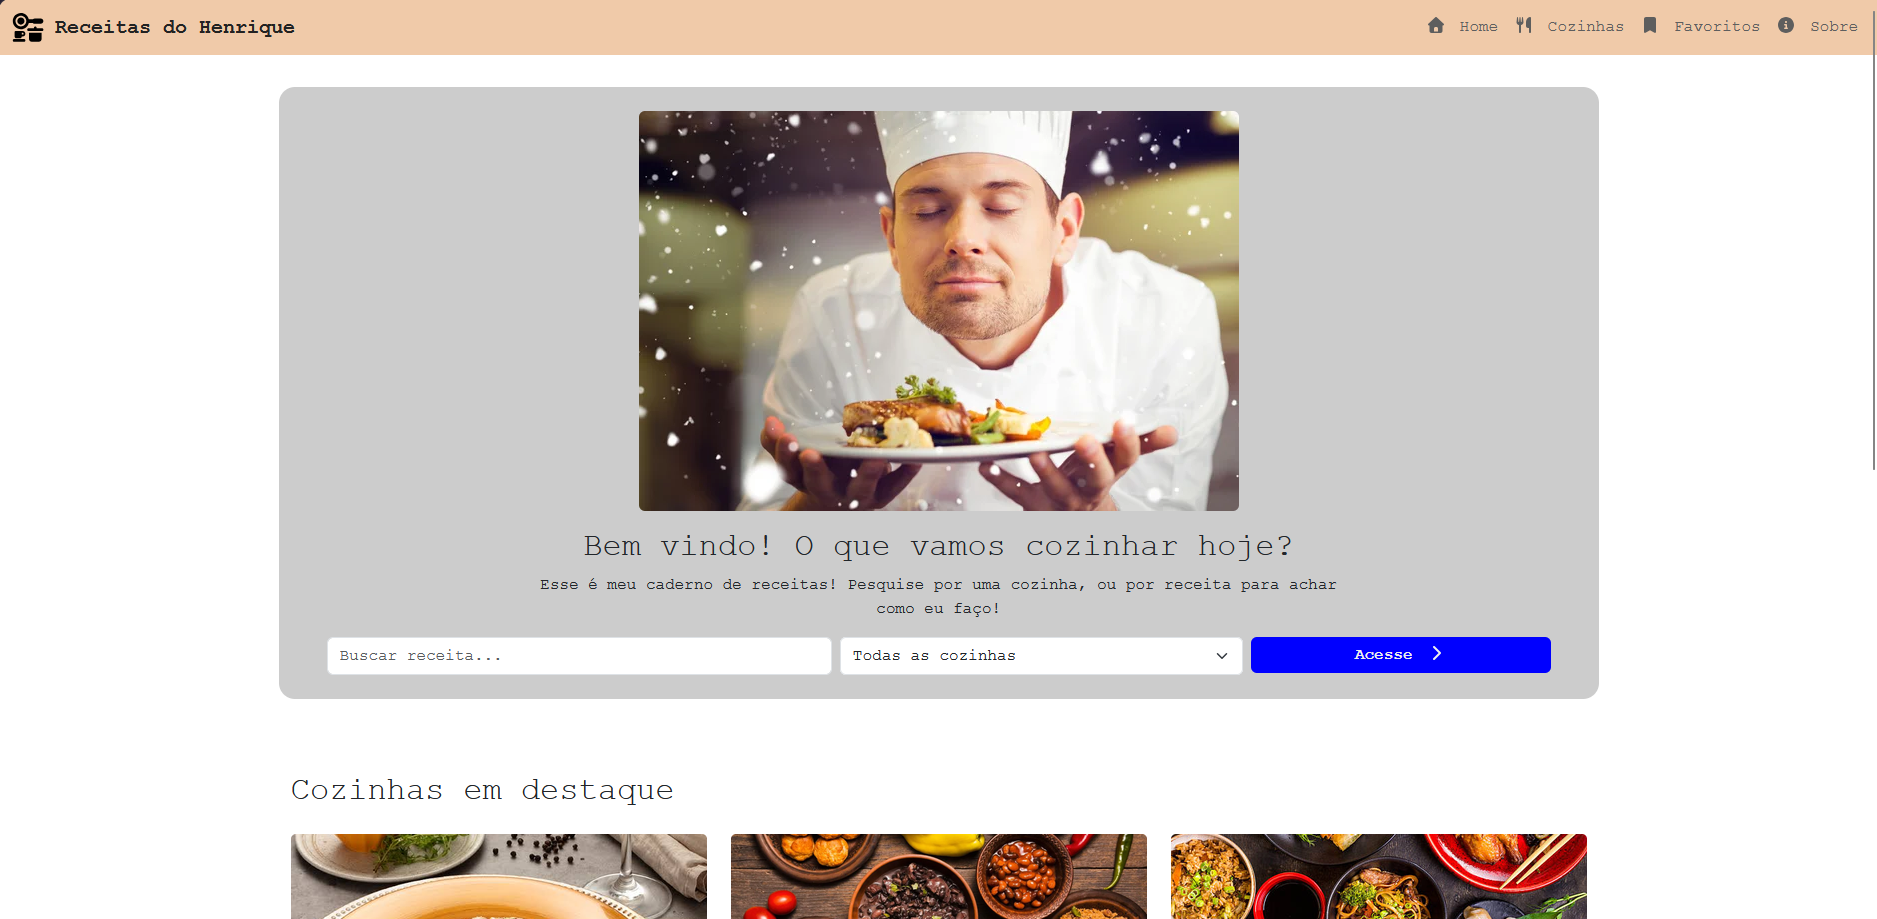 Receitas do Henrique
Home
Cozinhas
Favoritos
Sobre
Bem vindo! O que vamos cozinhar hoje?
Esse é meu caderno de receitas! Pesquise por uma cozinha, ou por receita para achar
como eu faço!
Buscar receita...
Todas as cozinhas
Acesse
Cozinhas em destaque